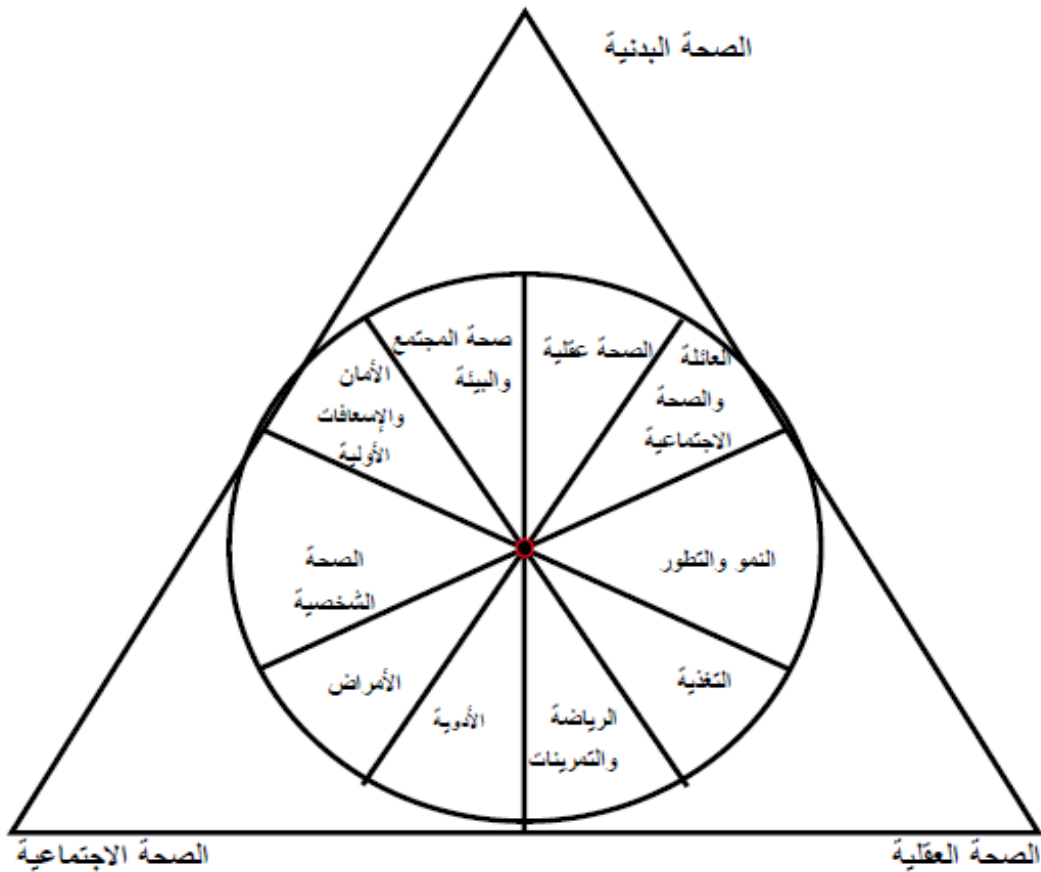 الصحة البدنية
الصحة عقلية
العائلة
والصحة
الاجتماعية
النمو والتطور
التغذية
الرياضة
والتمرينات
الأدوية
الأمراض
الصحة
الشخصية
الأمان
والإسعافات
الأولية
صحة المجتمع
والبيئة
الصحة العقلية
الصحة الاجتماعية